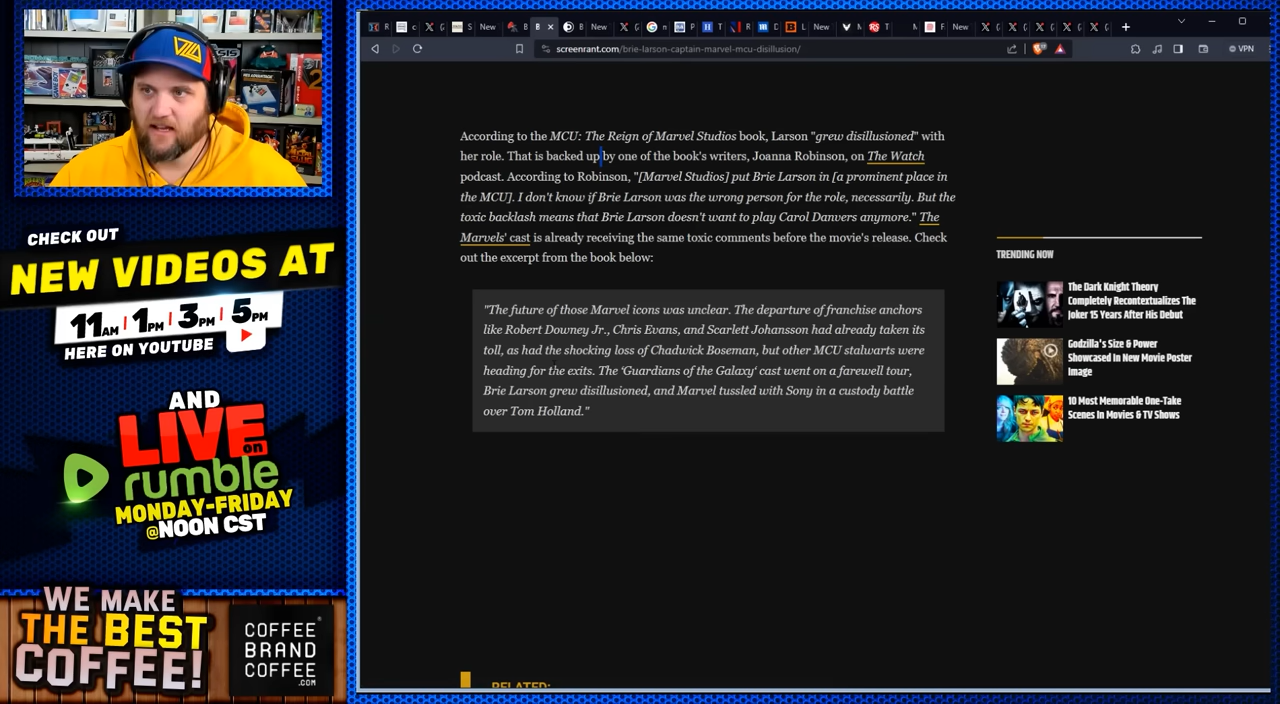 CHECK OUT
NEW VIDEOS AT
11AM | 1PM | 3PM | 5PM
HERE ON YOUTUBE
AND
LIVE
on
rumble
MONDAY-FRIDAY
@NOON CST
WE MAKE
THE BEST
COFFEE!
COFFEE
BRAND
COFFEE
.COM
New
New
New
New
screenrant.com/brie-larson-captain-marvel-mcu-disillusion/
VPN
According to the MCU: The Reign of Marvel Studios book, Larson "grew disillusioned" with
her role. That is backed up by one of the book's writers, Joanna Robinson, on The Watch
podcast. According to Robinson, "[Marvel Studios] put Brie Larson in [a prominent place in
the MCU]. I don't know if Brie Larson was the wrong person for the role, necessarily. But the
toxic backlash means that Brie Larson doesn't want to play Carol Danvers anymore." The
Marvels' cast is already receiving the same toxic comments before the movie's release. Check
out the excerpt from the book below:
"The future of those Marvel icons was unclear. The departure of franchise anchors
like Robert Downey Jr., Chris Evans, and Scarlett Johansson had already taken its
toll, as had the shocking loss of Chadwick Boseman, but other MCU stalwarts were
heading for the exits. The 'Guardians of the Galaxy' cast went on a farewell tour,
Brie Larson grew disillusioned, and Marvel tussled with Sony in a custody battle
over Tom Holland."
TRENDING NOW
The Dark Knight Theory
Completely Recontextualizes The
Joker 15 Years After His Debut
Godzilla's Size & Power
Showcased In New Movie Poster
Image
10 Most Memorable One-Take
Scenes In Movies & TV Shows
RELATED: